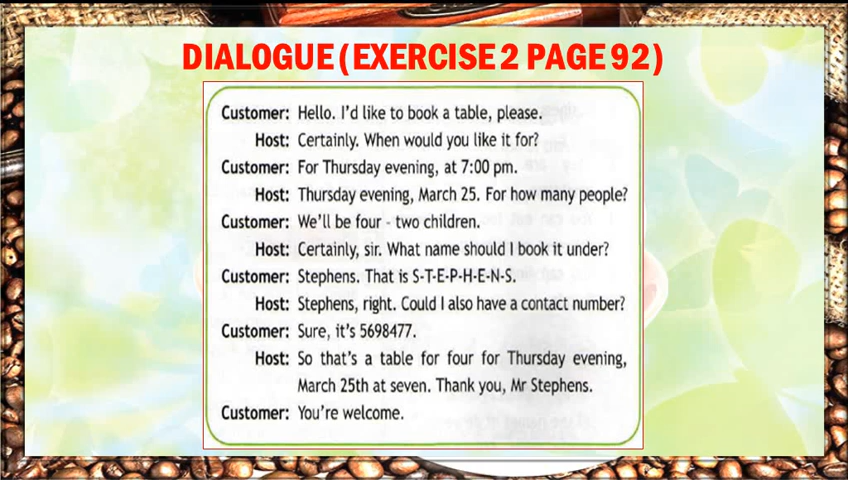 DIALOGUE (EXERCISE 2 PAGE 92)
Customer: Hello. I'd like to book a table, please.
Host: Certainly. When would you like it for?
Customer: For Thursday evening, at 7:00 pm.
Host: Thursday evening, March 25. For how many people?
Customer: We'll be four - two children.
Host: Certainly, sir. What name should I book it under?
Customer: Stephens. That is S-T-E-P-H-E-N-S.
Host: Stephens, right. Could I also have a contact number?
Customer: Sure, it's 5698477.
Host: So that's a table for four for Thursday evening,
March 25th at seven. Thank you, Mr Stephens.
Customer: You're welcome.